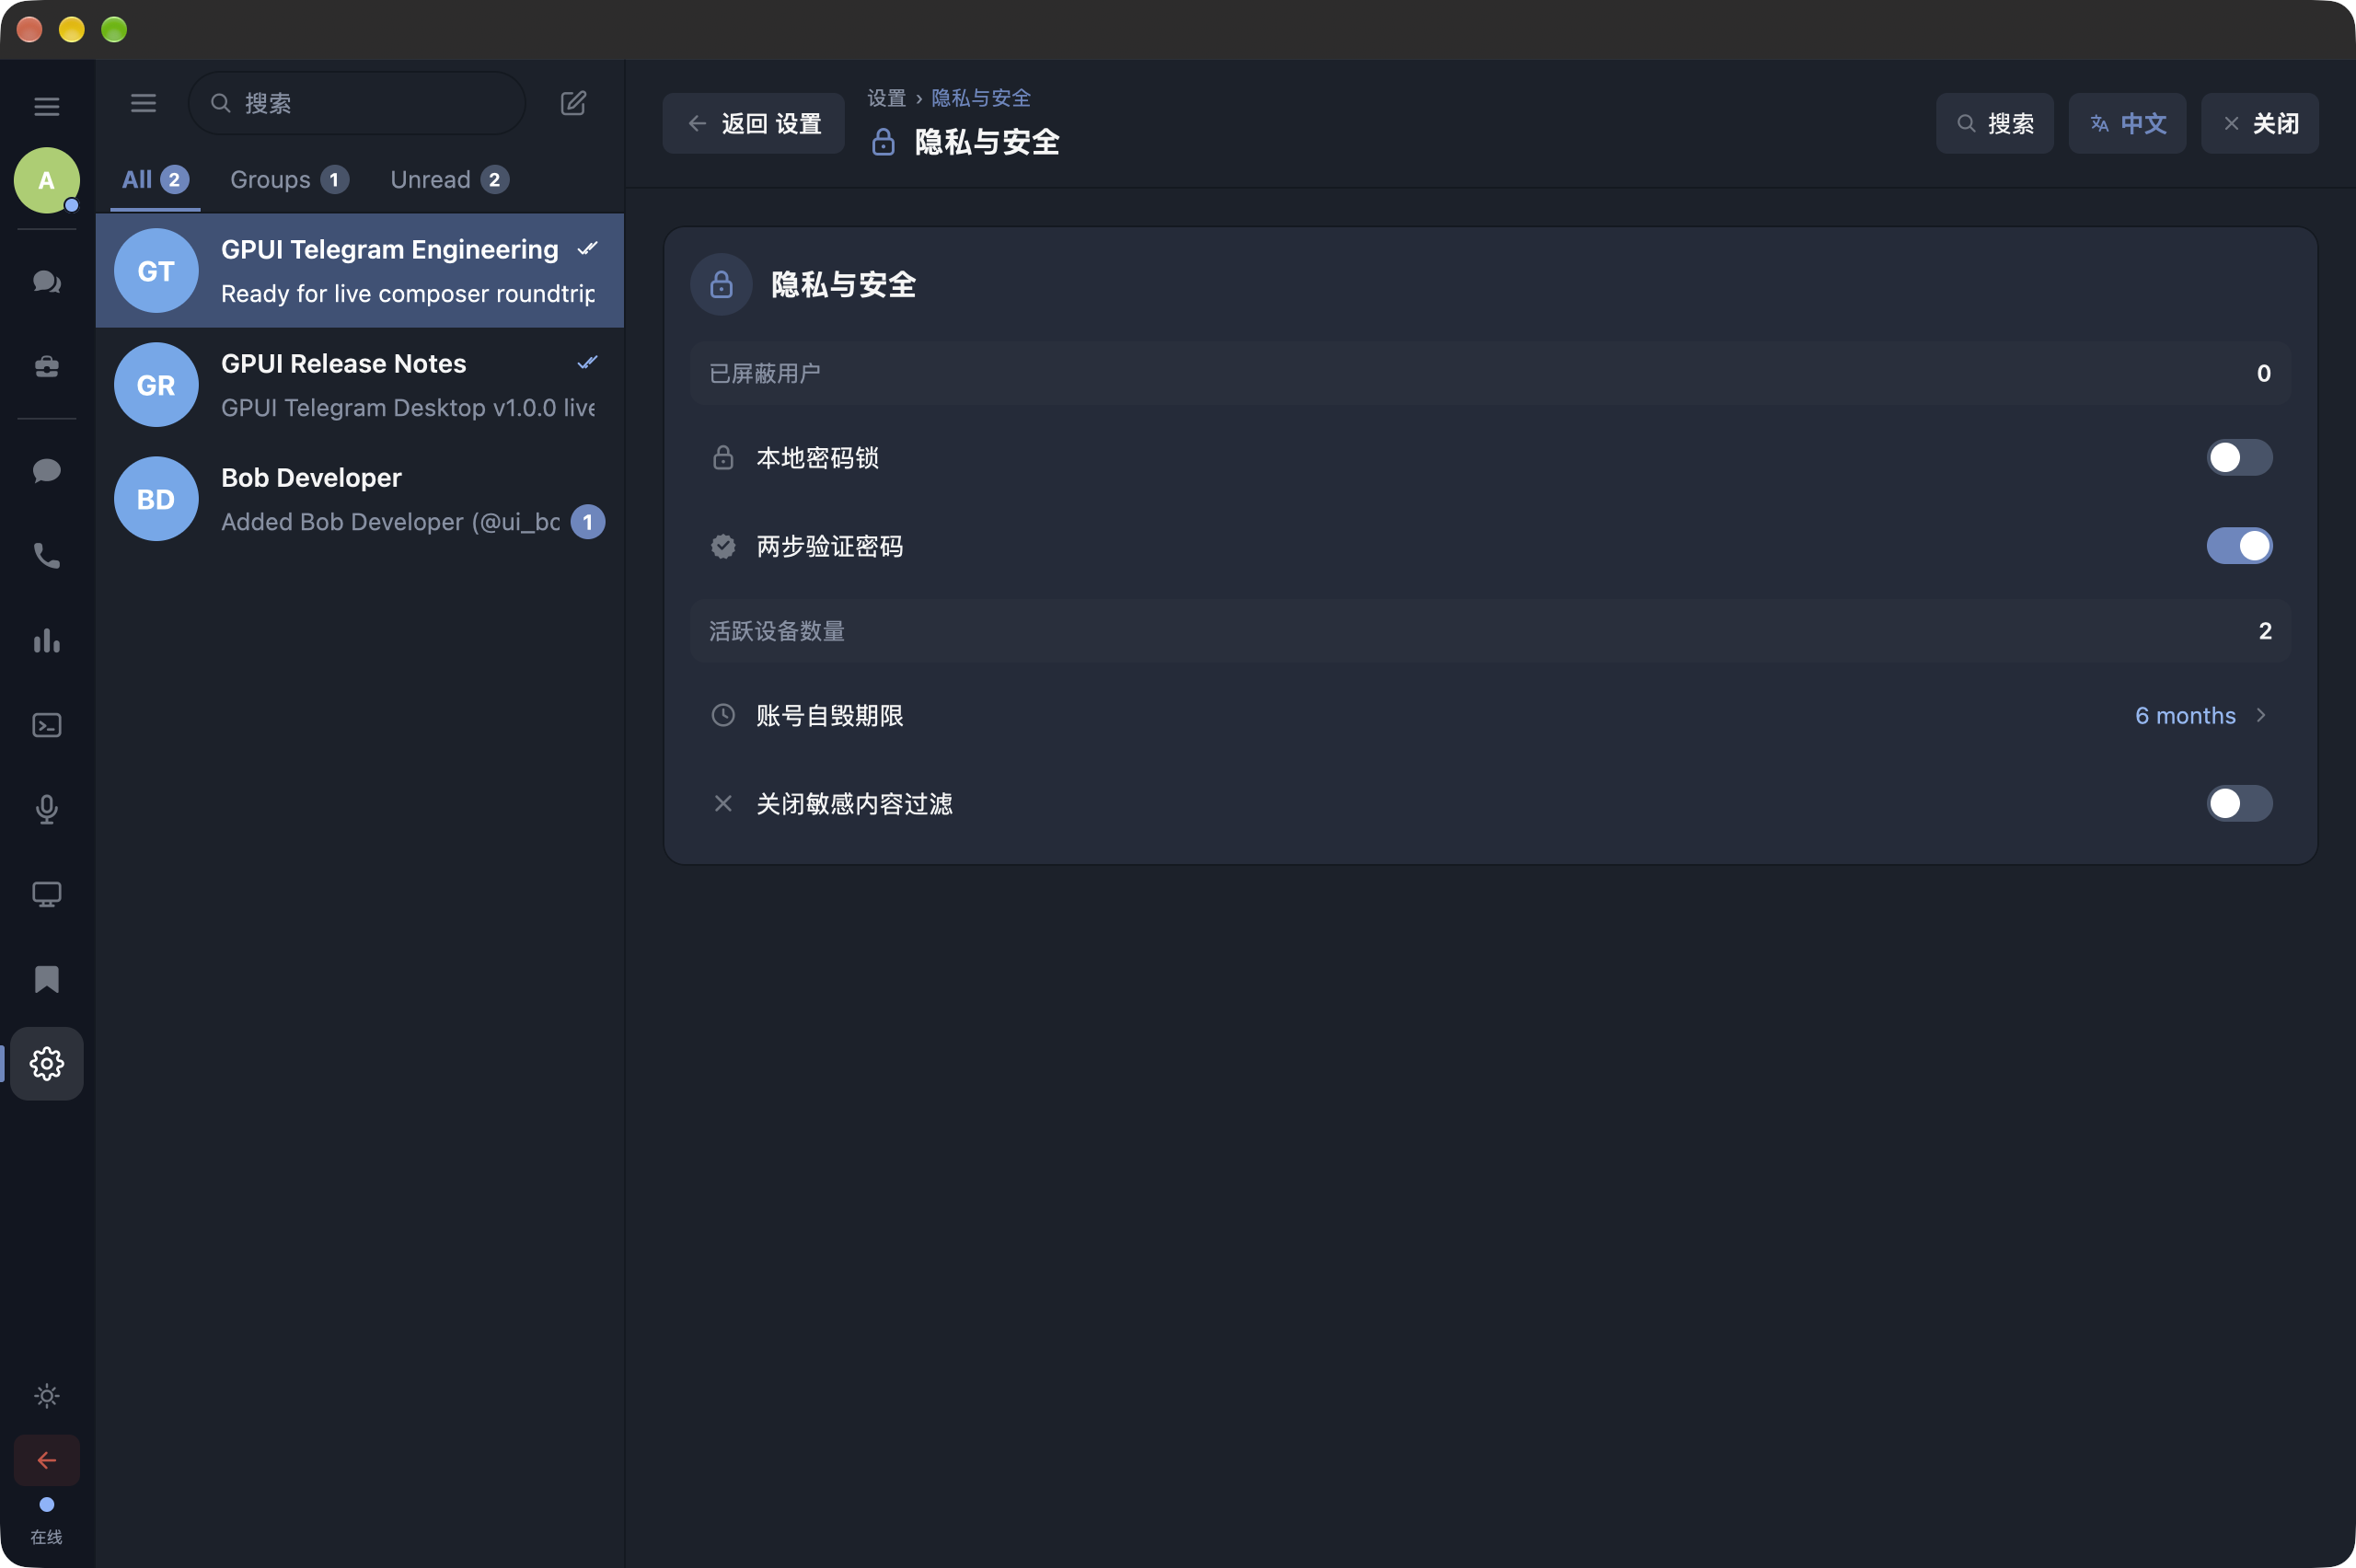 A
在线
搜索
All 2
Groups 1
Unread 2
GT
GPUI Telegram Engineering
Ready for live composer roundtrip
GR
GPUI Release Notes
GPUI Telegram Desktop v1.0.0 live
BD
Bob Developer
Added Bob Developer (@ui_bo
1
返回 设置
设置 › 隐私与安全
隐私与安全
搜索
中文
关闭
隐私与安全
已屏蔽用户 0
本地密码锁
两步验证密码
活跃设备数量 2
账号自毁期限 6 months
关闭敏感内容过滤